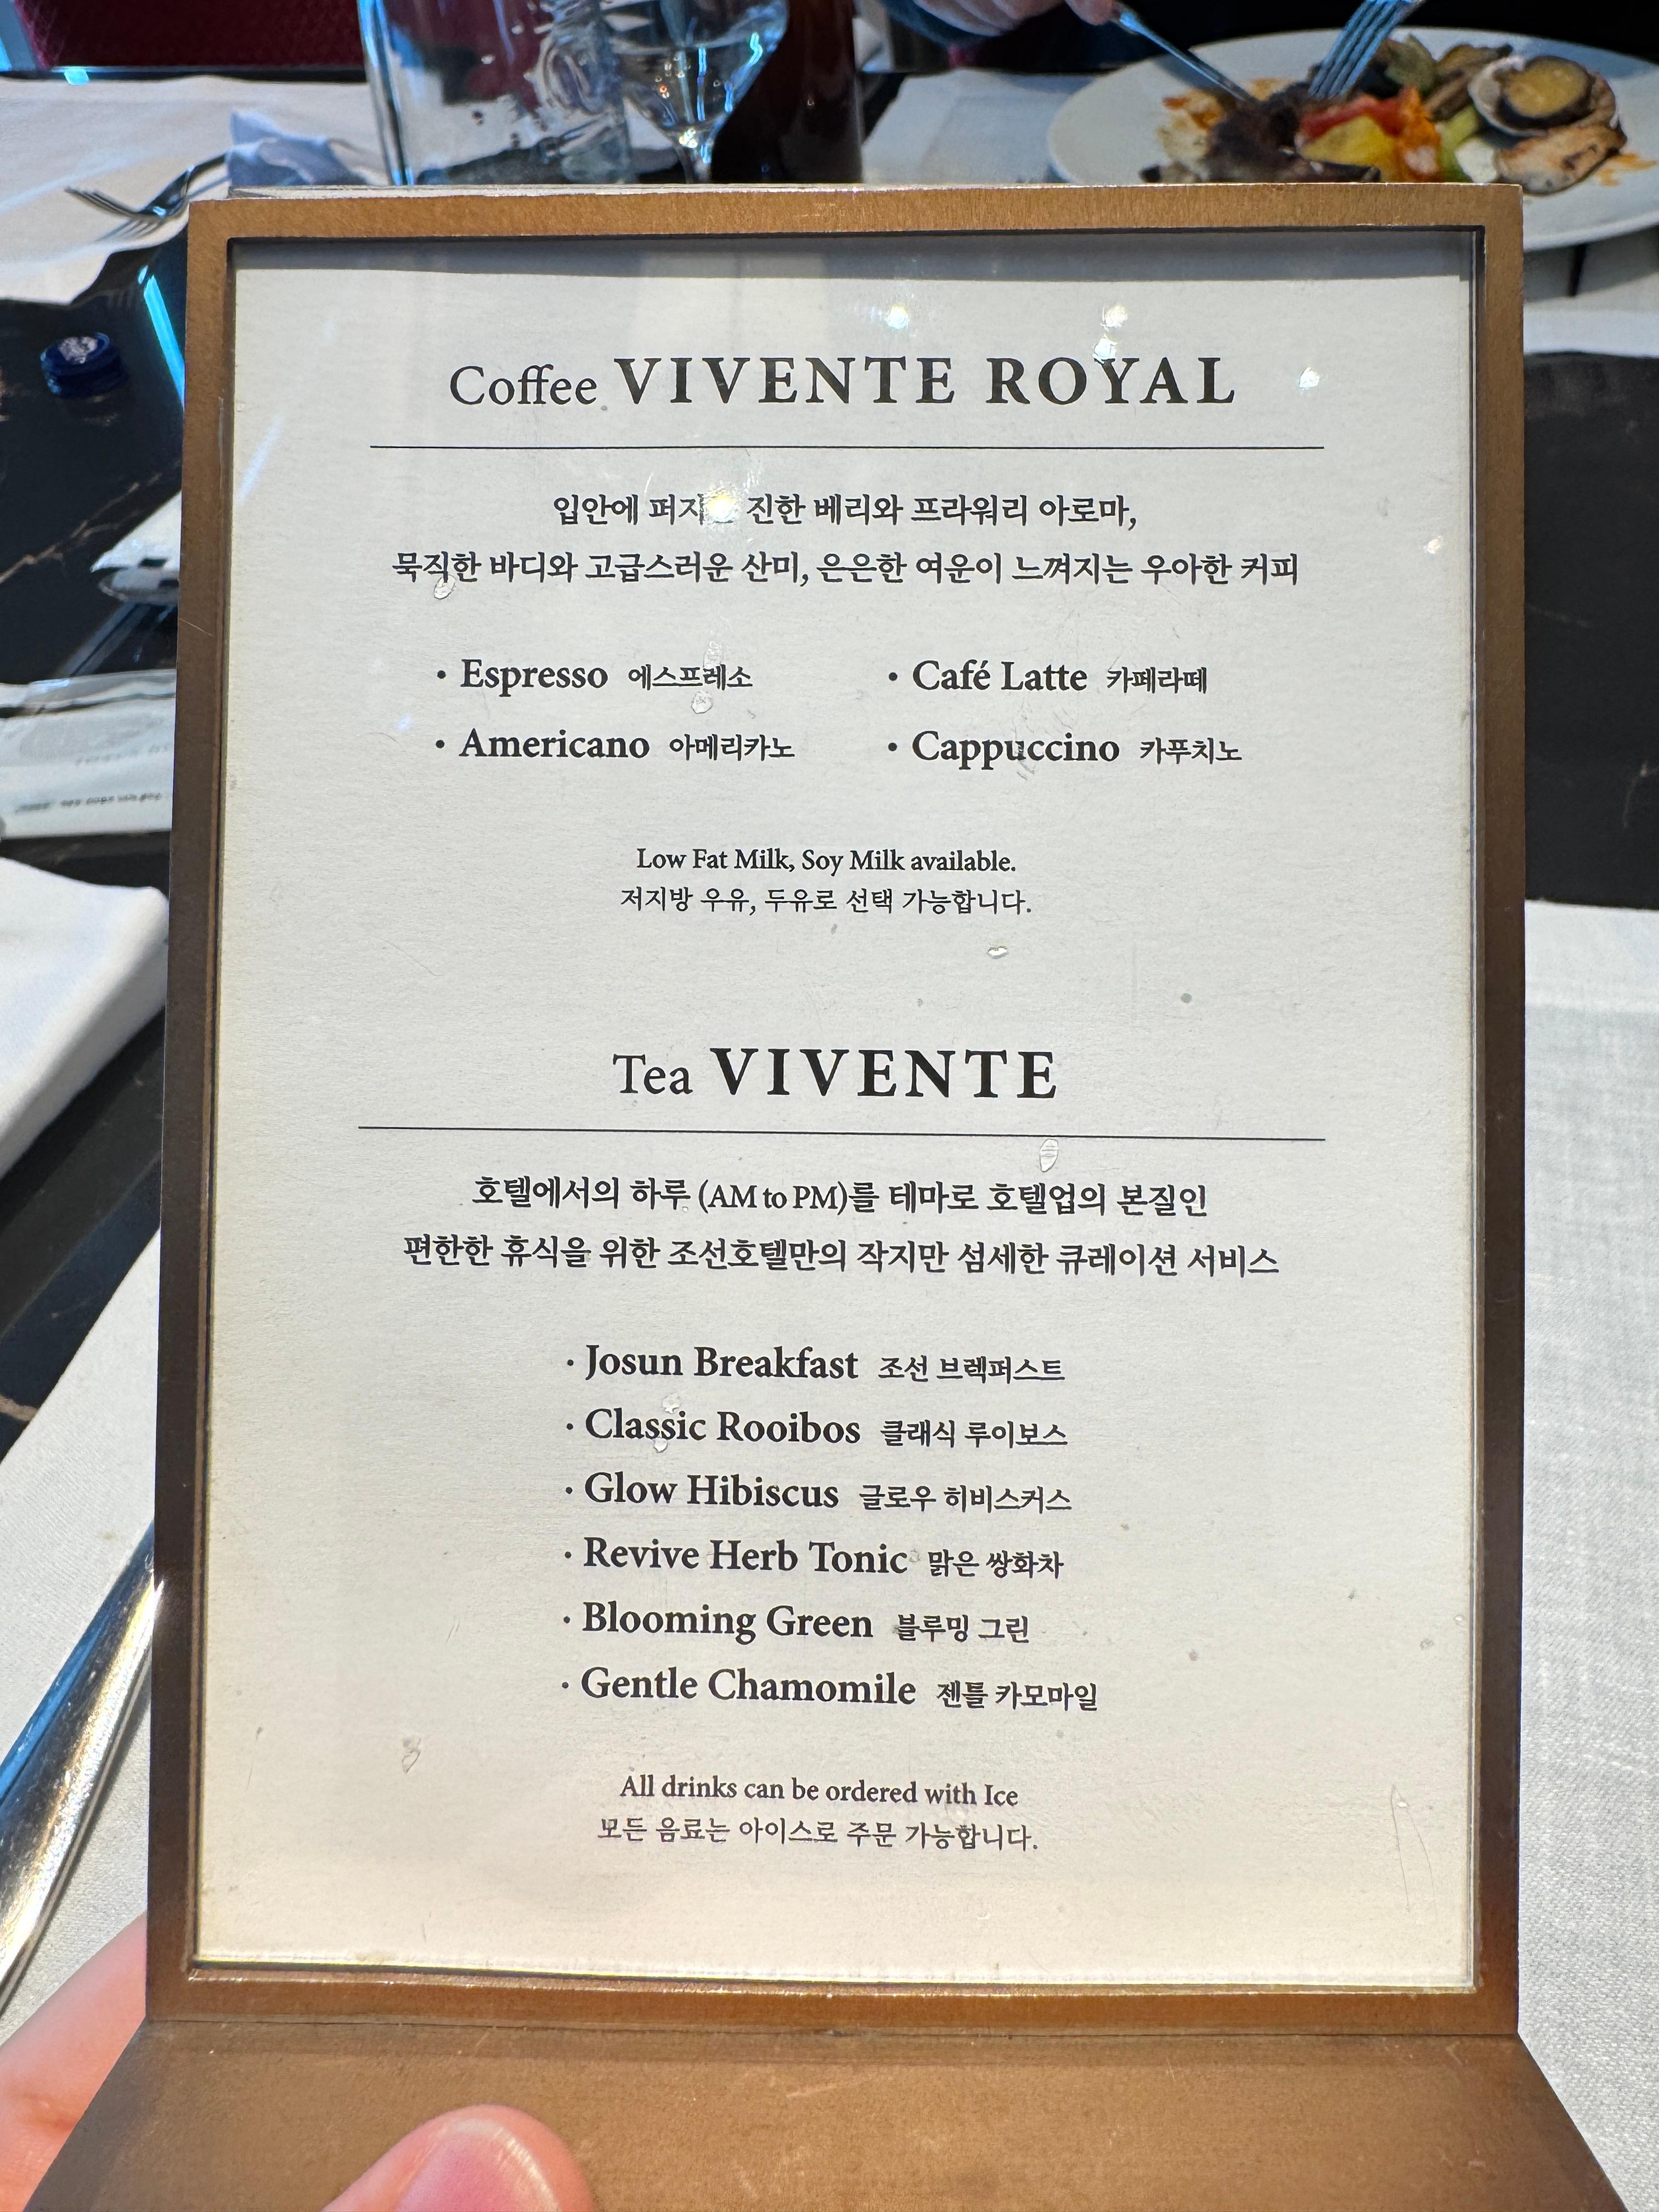 Coffee VIVENTE ROYAL
입안에 진한 베리와 프라워리 아로마,
묵직한 바디와 고급스러운 산미, 은은한 여운이 느껴지는 우아한 커피
• Espresso 에스프레소 • Café Latte 카페라떼
• Americano 아메리카노 • Cappuccino 카푸치노
Low Fat Milk, Soy Milk available.
저지방 우유, 두유로 선택 가능합니다.
Tea VIVENTE
호텔에서의 하루 (AM to PM)를 테마로 호텔업의 본질인
편한한 휴식을 위한 조선호텔만의 작지만 섬세한 큐레이션 서비스
· Josun Breakfast 조선 브렉퍼스트
· Classic Rooibos 클래식 루이보스
· Glow Hibiscus 글로우 히비스커스
· Revive Herb Tonic 맑은 쌍화차
· Blooming Green 블루밍 그린
· Gentle Chamomile 젠틀 카모마일
All drinks can be ordered with Ice
모든 음료는 아이스로 주문 가능합니다.